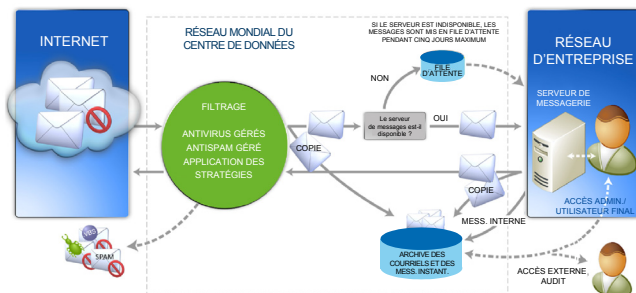 INTERNET
RÉSEAU MONDIAL DU
CENTRE DE DONNÉES
SI LE SERVEUR EST INDISPONIBLE, LES
MESSAGES SONT MIS EN FILE D'ATTENTE
PENDANT CINQ JOURS MAXIMUM
RÉSEAU
D'ENTREPRISE
FILE
D'ATTENTE
NON
SERVEUR DE
MESSAGERIE
FILTRAGE
ANTIVIRUS GÉRÉS
ANTISPAM GÉRÉ
APPLICATION DES
STRATÉGIES
Le serveur
de messages est-il
disponible ?
OUI
COPIE
COPIE
ACCÈS ADMIN./
UTILISATEUR FINAL
MESS. INTERNE
VBS
SPAM
ARCHIVE DES
COURRIELS ET DES
MESS. INSTANT.
ACCÈS EXTERNE
AUDIT